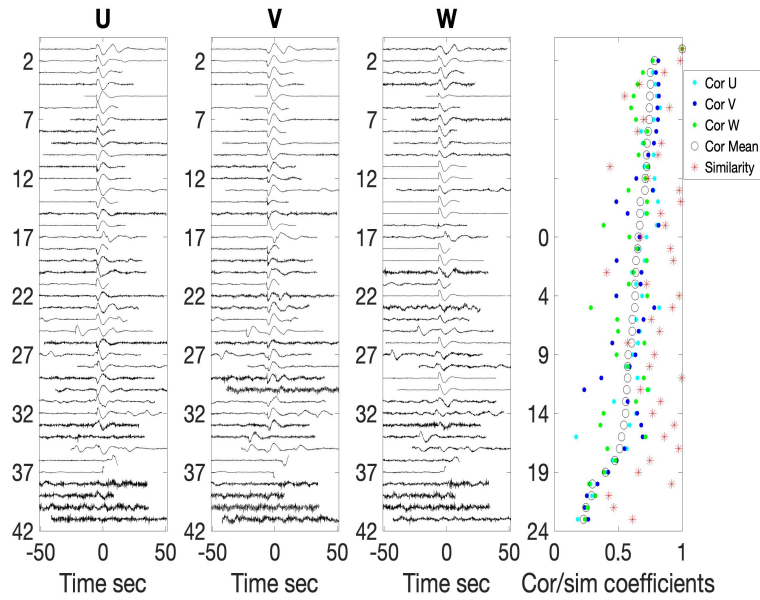 U V W
2 2 2
7 7 7
12 12 12
17 17 17 0
22 22 22 4
27 27 27 9
32 32 32 14
37 37 37 19
42 42 42 24
-50 0 50 -50 0 50 -50 0 50 0 0.5 1
Time sec Time sec Time sec Cor/sim coefficients
Cor U
Cor V
Cor W
Cor Mean
Similarity